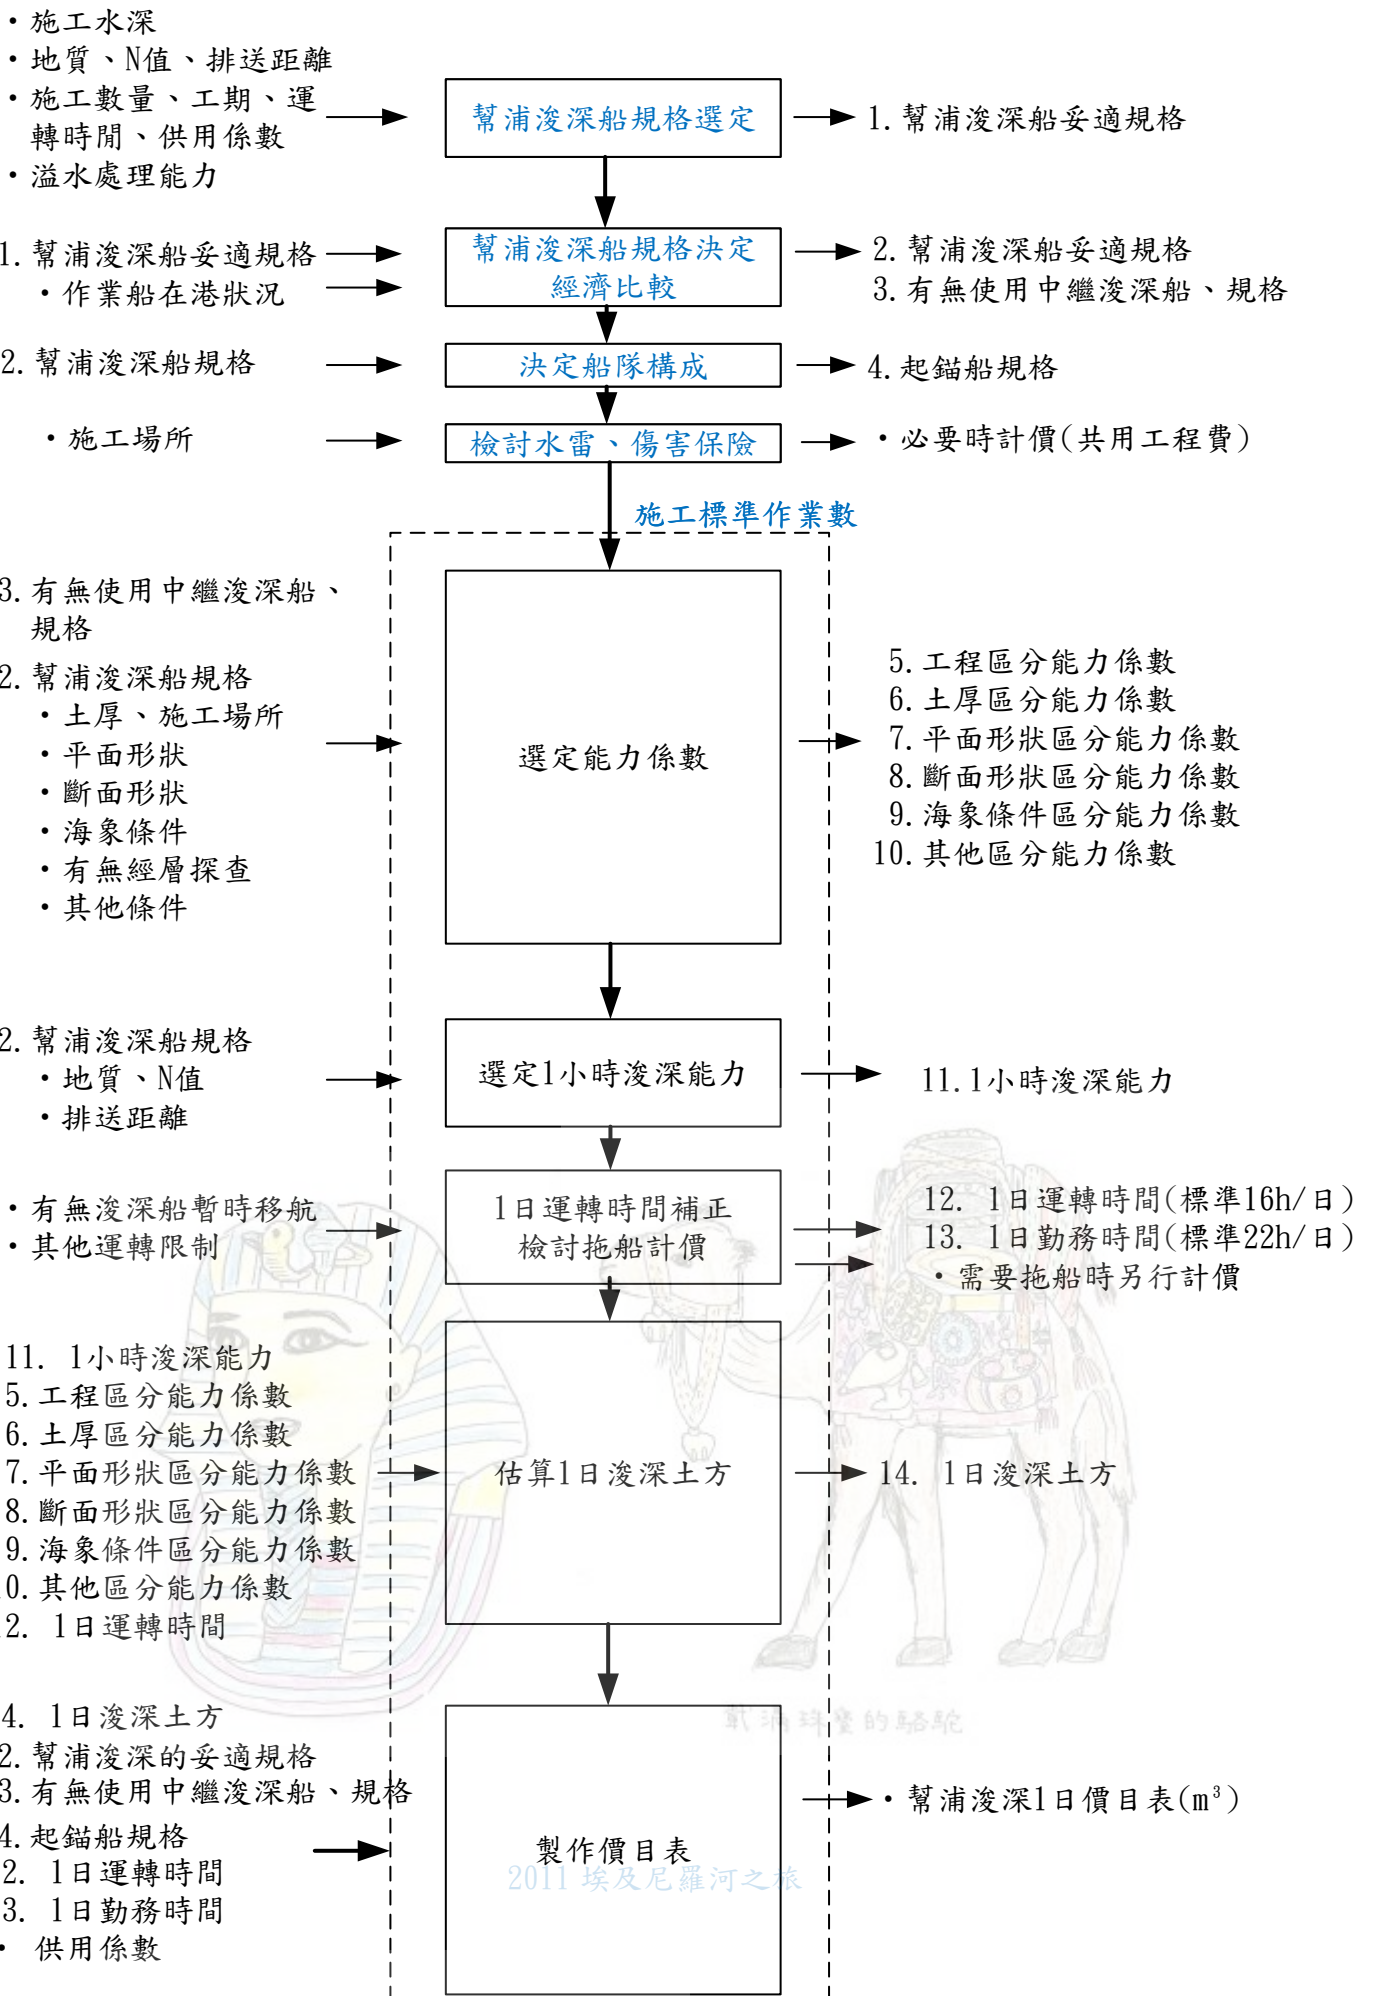 ・施工水深
・地質、N值、排送距離
・施工數量、工期、運
轉時間、供用係數
・溢水處理能力
幫浦浚深船規格選定
1.幫浦浚深船妥適規格
1.幫浦浚深船妥適規格
・作業船在港狀況
幫浦浚深船規格決定
經濟比較
2.幫浦浚深船妥適規格
3.有無使用中繼浚深船、規格
2.幫浦浚深船規格
決定船隊構成
4.起錨船規格
・施工場所
檢討水雷、傷害保險
・必要時計價(共用工程費)
施工標準作業數
3.有無使用中繼浚深船、
規格
2.幫浦浚深船規格
・土厚、施工場所
・平面形狀
・斷面形狀
・海象條件
・有無經層探查
・其他條件
選定能力係數
5.工程區分能力係數
6.土厚區分能力係數
7.平面形狀區分能力係數
8.斷面形狀區分能力係數
9.海象條件區分能力係數
10.其他區分能力係數
2.幫浦浚深船規格
・地質、N值
・排送距離
選定1小時浚深能力
11.1小時浚深能力
・有無浚深船暫時移航
・其他運轉限制
1日運轉時間補正
檢討拖船計價
12. 1日運轉時間(標準16h/日)
13. 1日勤務時間(標準22h/日)
・需要拖船時另行計價
11. 1小時浚深能力
5.工程區分能力係數
6.土厚區分能力係數
7.平面形狀區分能力係數
8.斷面形狀區分能力係數
9.海象條件區分能力係數
0.其他區分能力係數
2. 1日運轉時間
估算1日浚深土方
14. 1日浚深土方
4. 1日浚深土方
2.幫浦浚深的妥適規格
3.有無使用中繼浚深船、規格
4.起錨船規格
2. 1日運轉時間
3. 1日勤務時間
・ 供用係數
製作價目表
・幫浦浚深1日價目表(m³)
戴滿珠寶的駱駝
2011 埃及尼羅河之旅